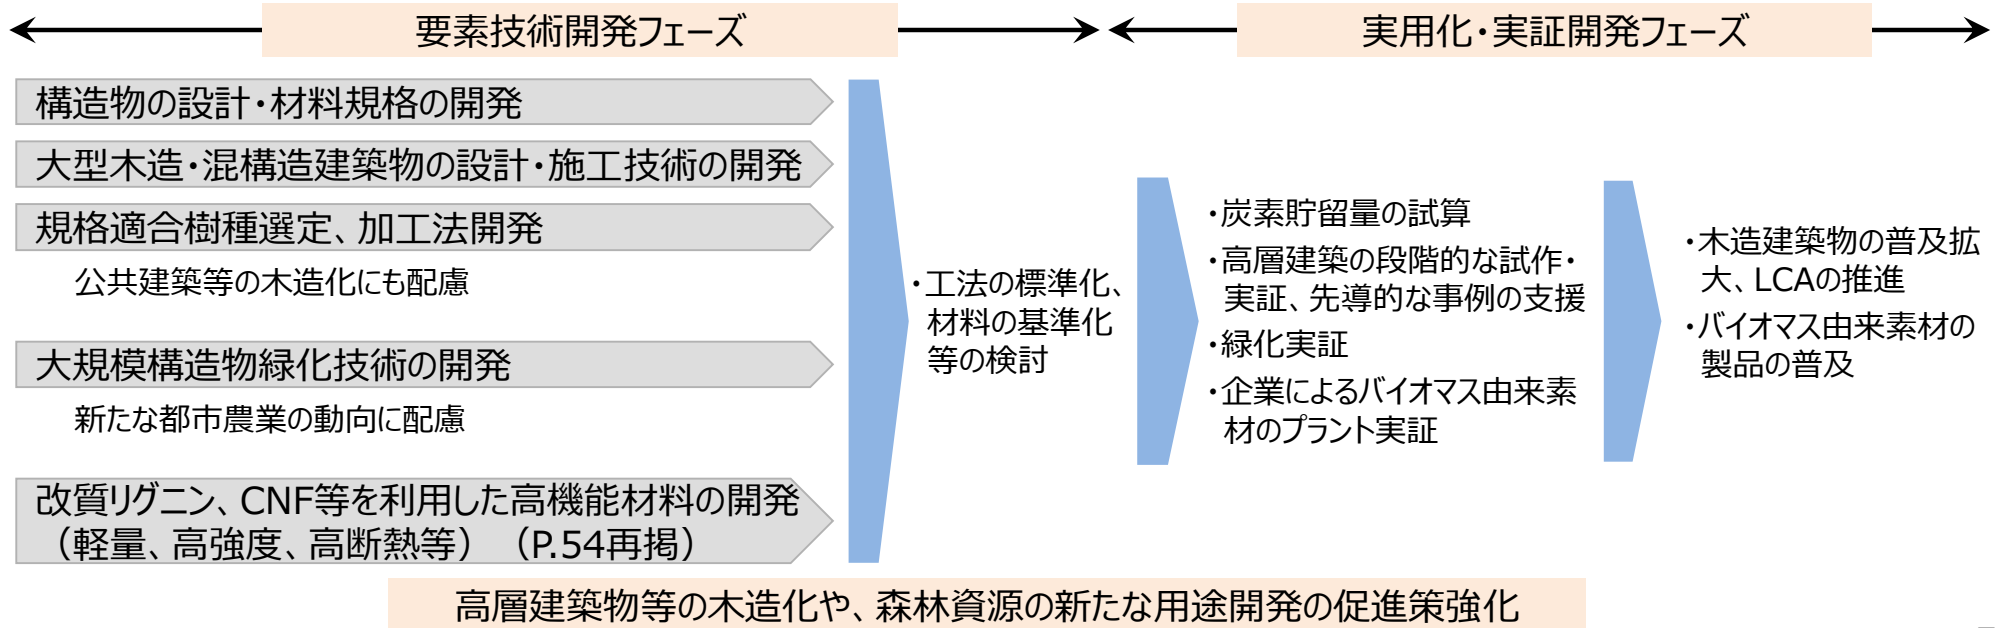 要素技術開発フェーズ
実用化・実証開発フェーズ
構造物の設計・材料規格の開発
大型木造・混構造建築物の設計・施工技術の開発
規格適合樹種選定、加工法開発
公共建築等の木造化にも配慮
大規模構造物緑化技術の開発
新たな都市農業の動向に配慮
改質リグニン、CNF等を利用した高機能材料の開発
（軽量、高強度、高断熱等）（P.54再掲）
・工法の標準化、
材料の基準化
等の検討
・炭素貯留量の試算
・高層建築の段階的な試作・
実証、先導的な事例の支援
・緑化実証
・企業によるバイオマス由来素
材のプラント実証
・木造建築物の普及拡
大、LCAの推進
・バイオマス由来素材の
製品の普及
高層建築物等の木造化や、森林資源の新たな用途開発の促進策強化